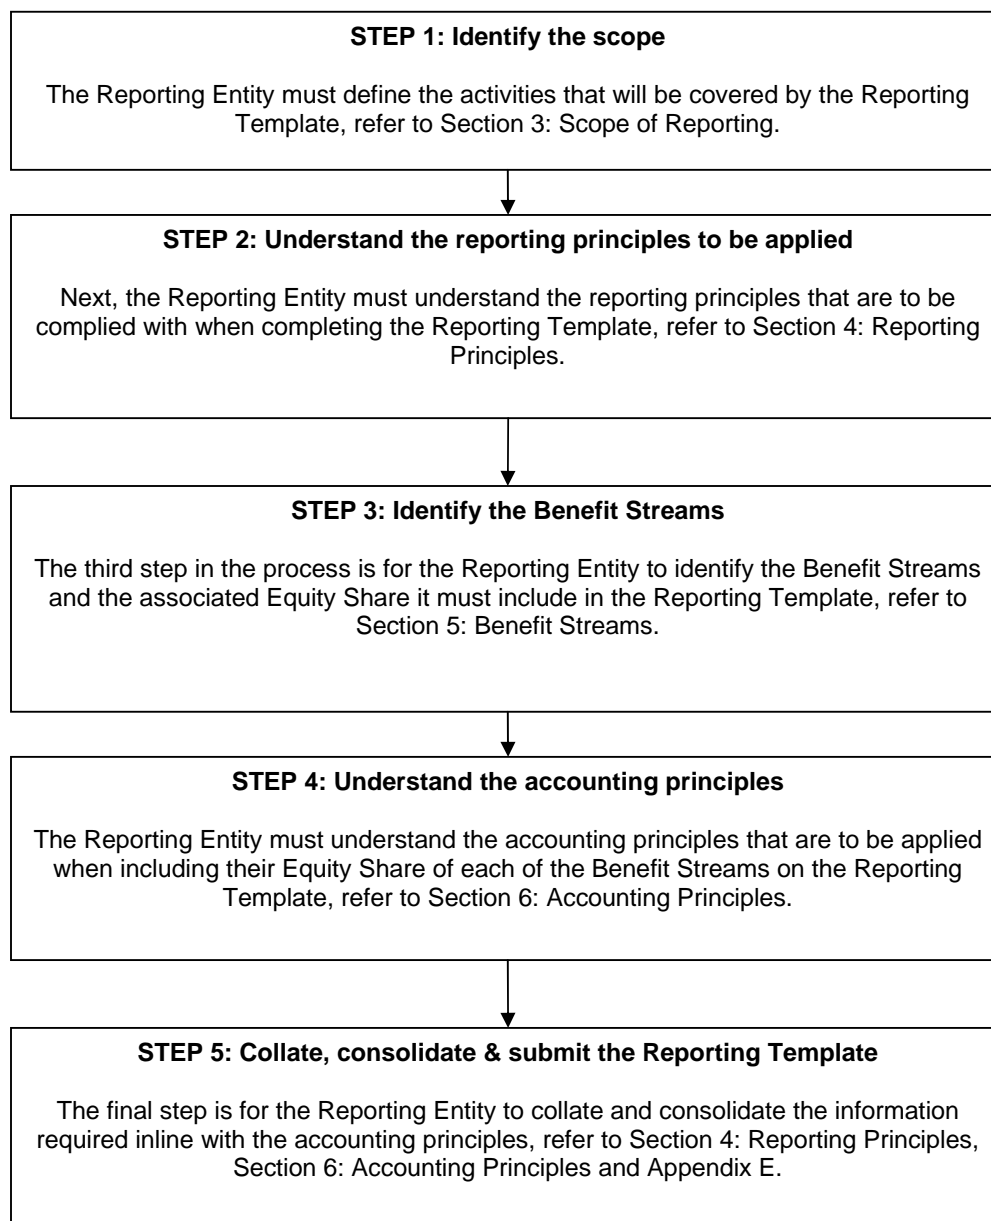 STEP 1: Identify the scope
The Reporting Entity must define the activities that will be covered by the Reporting
Template, refer to Section 3: Scope of Reporting.
STEP 2: Understand the reporting principles to be applied
Next, the Reporting Entity must understand the reporting principles that are to be
complied with when completing the Reporting Template, refer to Section 4: Reporting
Principles.
STEP 3: Identify the Benefit Streams
The third step in the process is for the Reporting Entity to identify the Benefit Streams
and the associated Equity Share it must include in the Reporting Template, refer to
Section 5: Benefit Streams.
STEP 4: Understand the accounting principles
The Reporting Entity must understand the accounting principles that are to be applied
when including their Equity Share of each of the Benefit Streams on the Reporting
Template, refer to Section 6: Accounting Principles.
STEP 5: Collate, consolidate & submit the Reporting Template
The final step is for the Reporting Entity to collate and consolidate the information
required inline with the accounting principles, refer to Section 4: Reporting Principles,
Section 6: Accounting Principles and Appendix E.